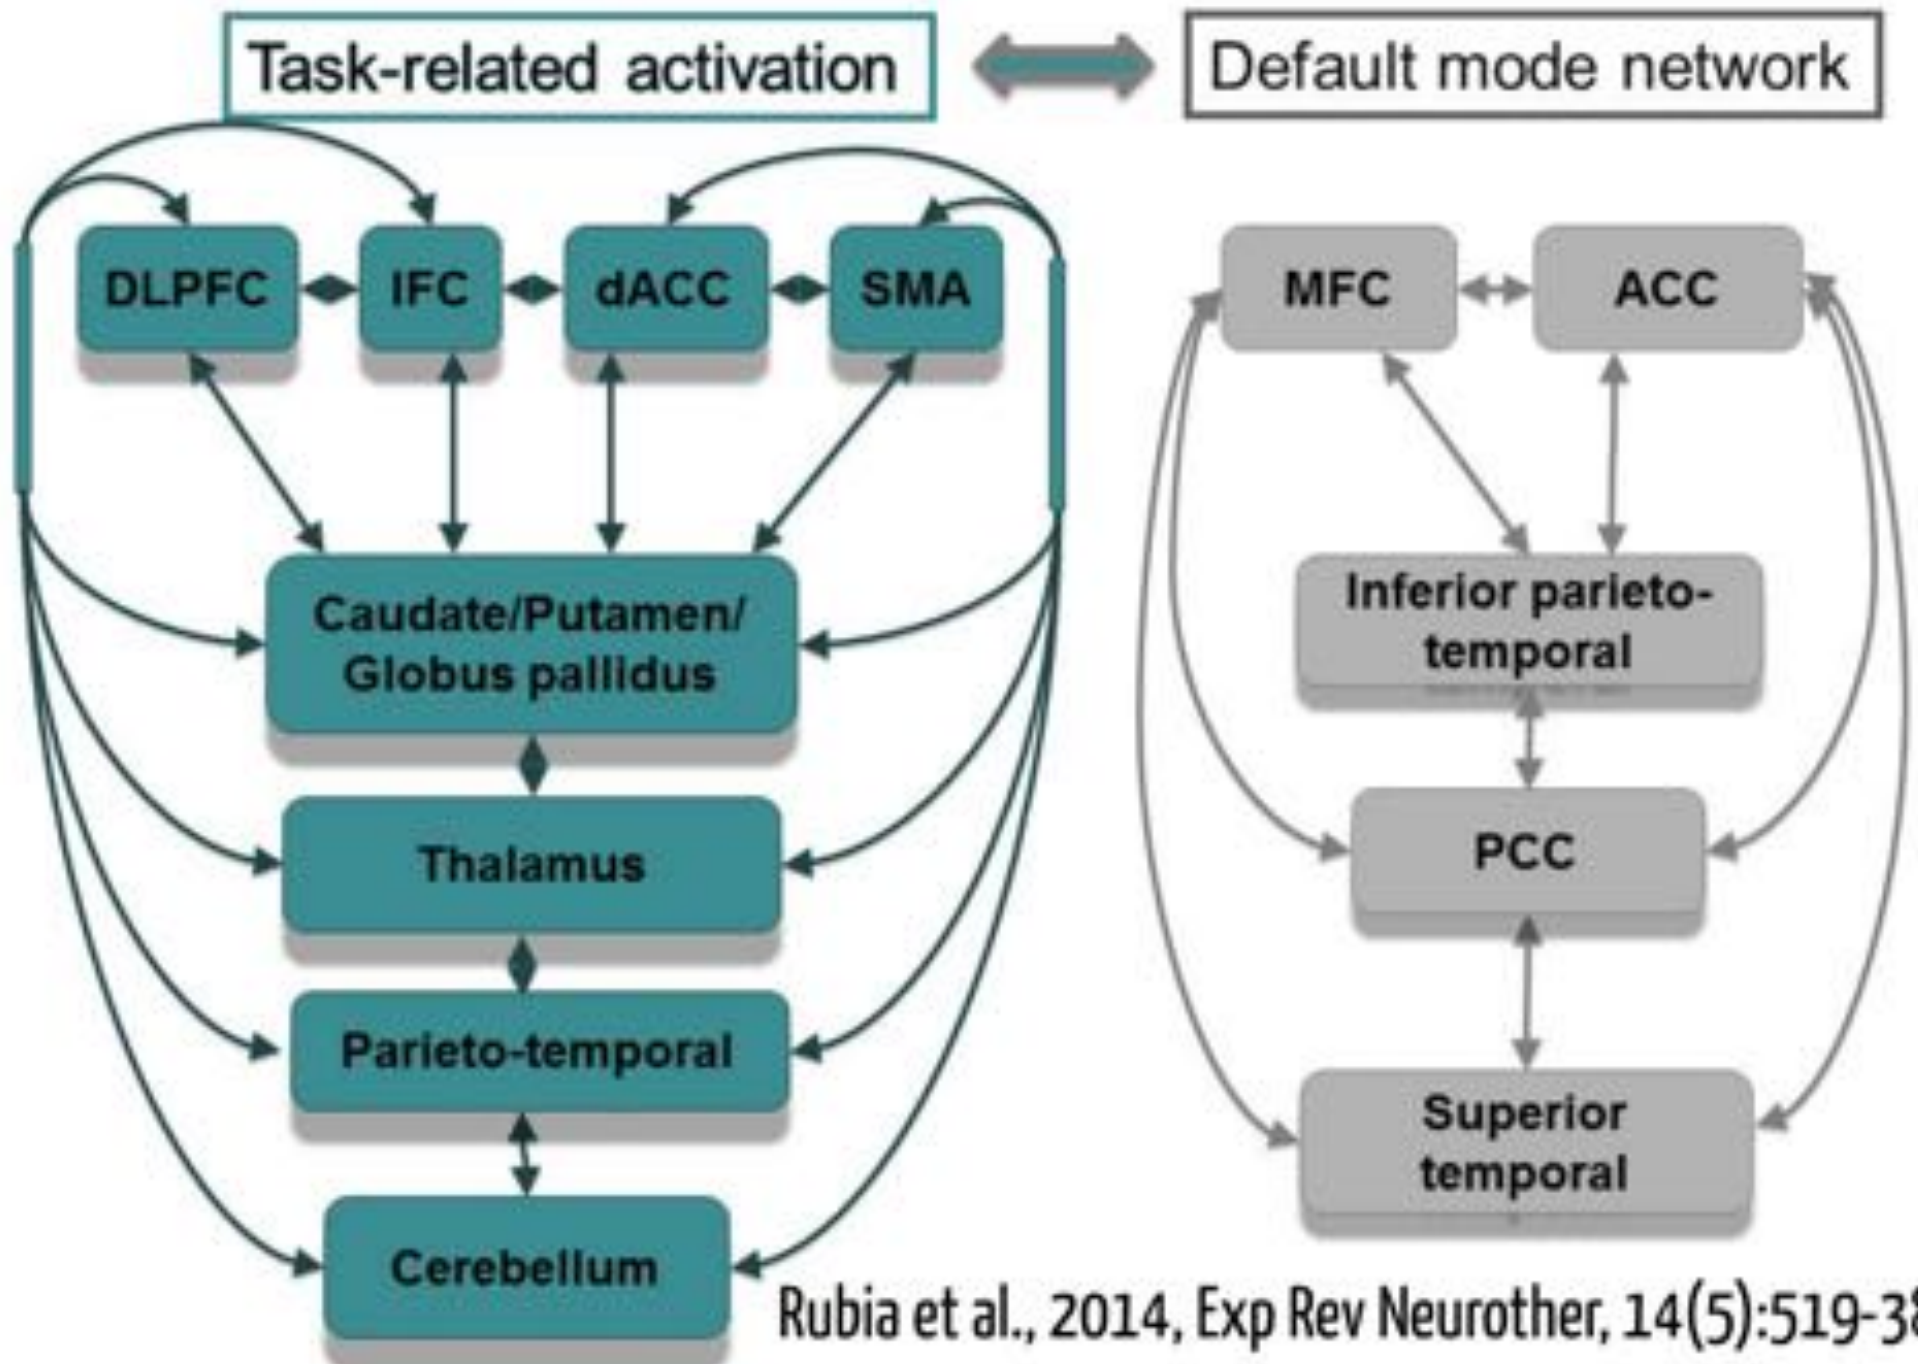 Task-related activation
Default mode network
DLPFC
IFC
dACC
SMA
MFC
ACC
Caudate/Putamen/
Globus pallidus
Inferior parieto-
temporal
Thalamus
PCC
Parieto-temporal
Superior
temporal
Cerebellum
Rubia et al., 2014, Exp Rev Neurother, 14(5):519-38